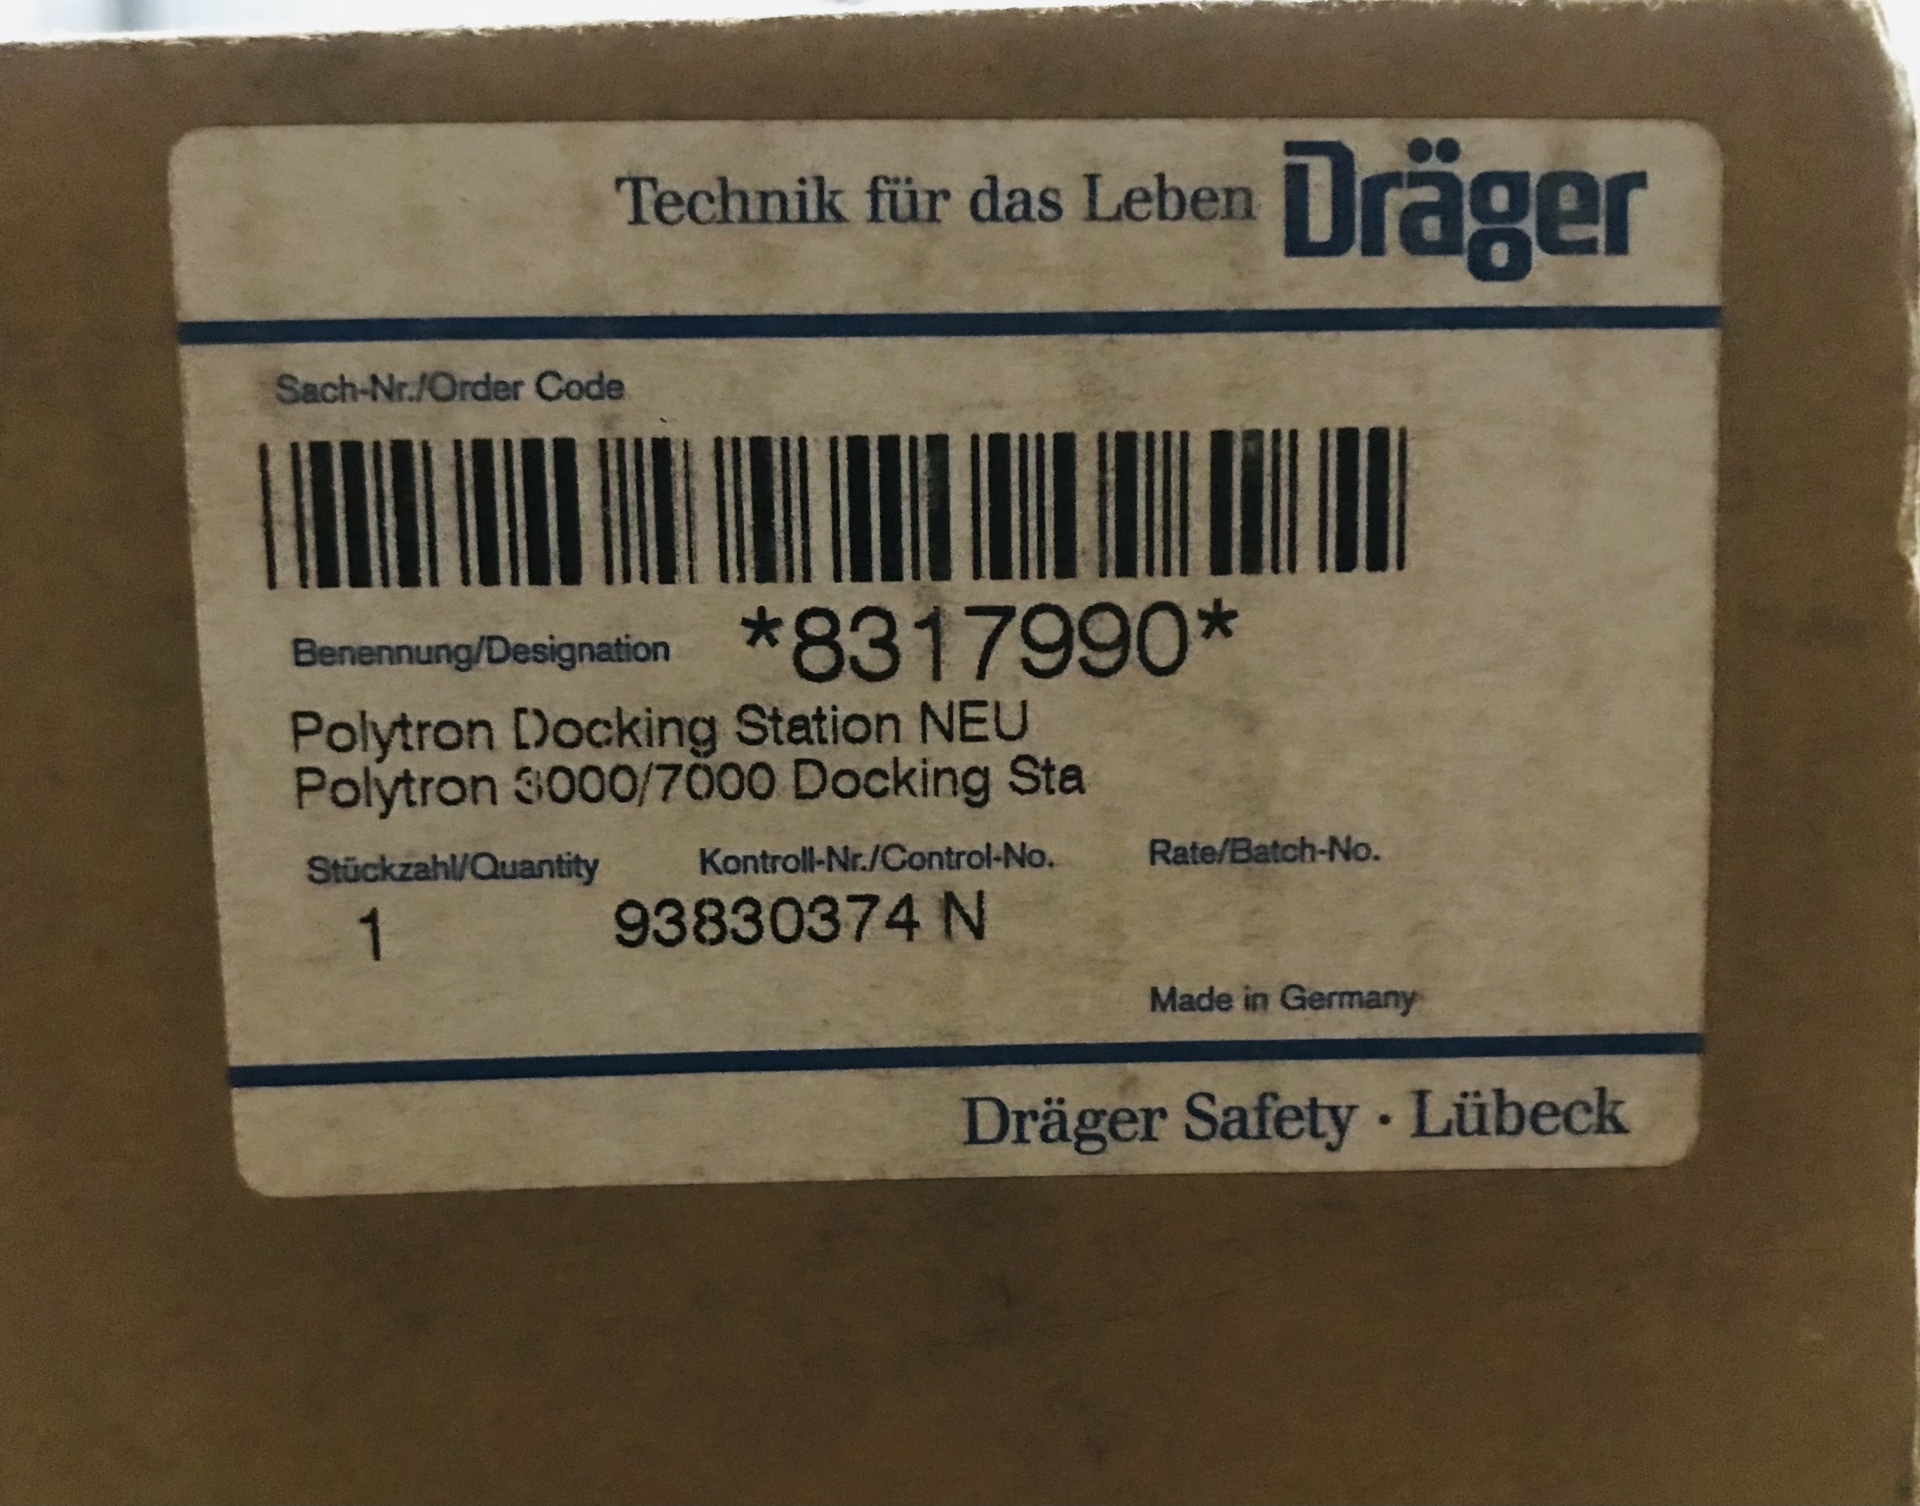 Technik für das Leben Dräger
Sach-Nr./Order Code
Benennung/Designation *8317990*
Polytron Docking Station NEU
Polytron 3000/7000 Docking Sta
Stückzahl/Quantity Kontroll-Nr./Control-No. Rate/Batch-No.
1 93830374 N
Made in Germany
Dräger Safety · Lübeck